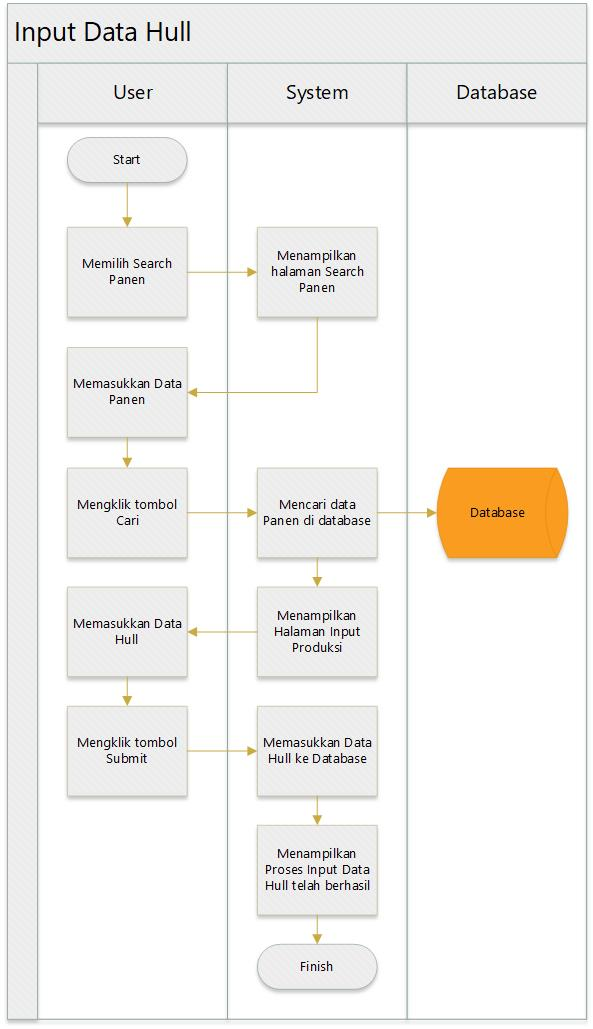 Input Data Hull
User
System
Database
Start
Memilih Search
Panen
Menampilkan
halaman Search
Panen
Memasukkan Data
Panen
Mengklik tombol
Cari
Mencari data
Panen di database
Database
Memasukkan Data
Hull
Menampilkan
Halaman Input
Produksi
Mengklik tombol
Submit
Memasukkan Data
Hull ke Database
Menampilkan
Proses Input Data
Hull telah berhasil
Finish